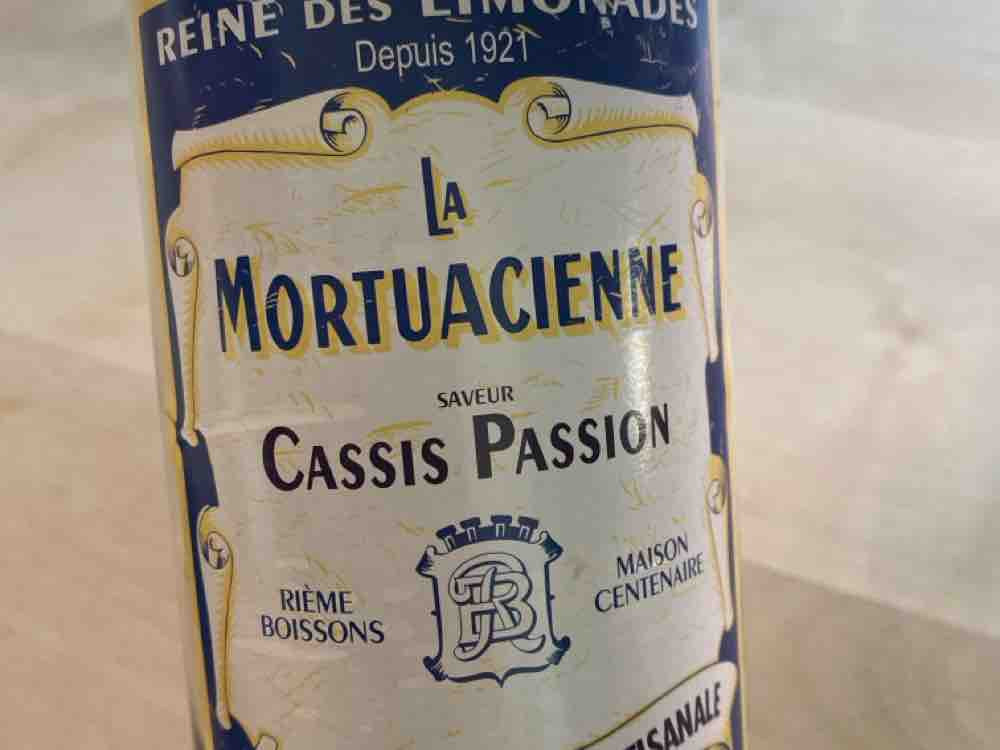 REINE DES LIMONADES
Depuis 1921
LA
MORTUACIENNE
SAVEUR
CASSIS PASSION
RIÈME
BOISSONS
MAISON
CENTENAIRE